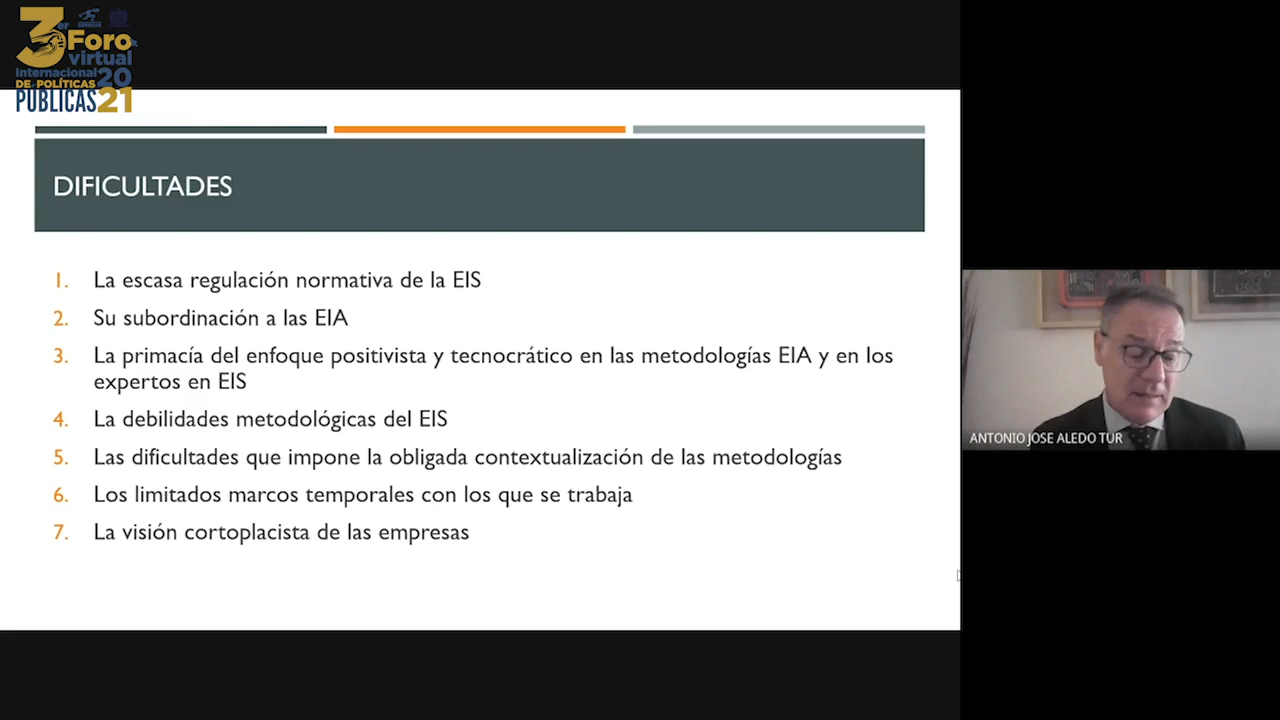 3er Foro
virtual
Internacional 20
DE POLÍTICAS
PÚBLICAS 21
DIFICULTADES
1. La escasa regulación normativa de la EIS
2. Su subordinación a las EIA
3. La primacía del enfoque positivista y tecnocrático en las metodologías EIA y en los
expertos en EIS
4. La debilidades metodológicas del EIS
5. Las dificultades que impone la obligada contextualización de las metodologías
6. Los limitados marcos temporales con los que se trabaja
7. La visión cortoplacista de las empresas
ANTONIO JOSE ALEDO TUR